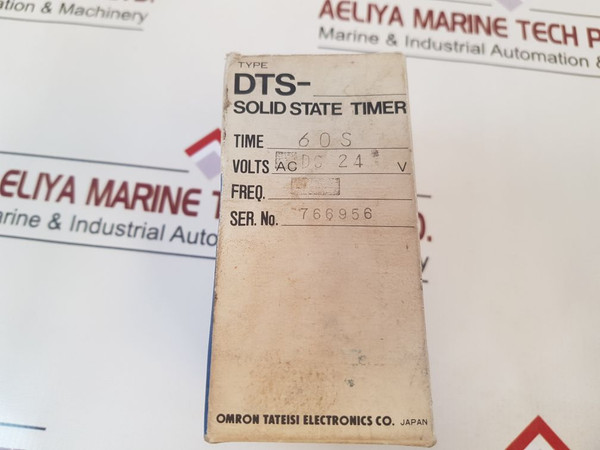 AELIYA MARINE TECH P
Marine & Industrial Automation &
ation & Machinery
TYPE
DTS-
SOLID STATE TIMER
TIME 60S
VOLTS AC DC 24 V
FREQ.
SER. No. 766956
AELIYA MARINE TE
arine & Industrial Auto
OMRON TATEISI ELECTRONICS CO. JAPAN